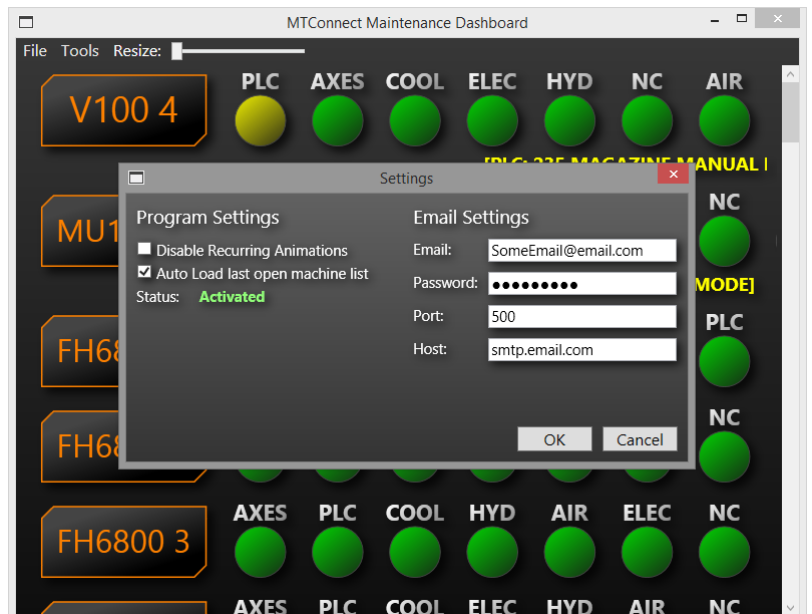 MTConnect Maintenance Dashboard
File Tools Resize:
PLC AXES COOL ELEC HYD NC AIR
V100 4
MANUAL
Settings
NC
Program Settings
Email Settings
MU1
Disable Recurring Animations
Email: SomeEmail@email.com
Auto Load last open machine list
Password: ●●●●●●●●●
MODE]
Status: Activated
Port: 500
PLC
Host: smtp.email.com
FH68
NC
OK Cancel
FH68
AXES PLC COOL HYD AIR ELEC NC
FH6800 3
AXES PLC COOL ELEC HYD AIR NC